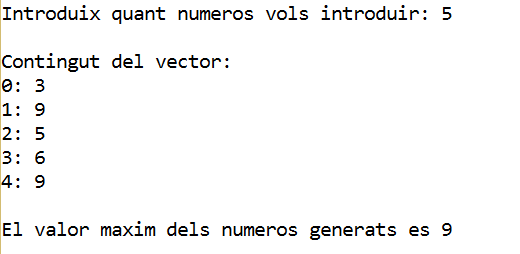 Introduix quant numeros vols introduir: 5
Contingut del vector:
0: 3
1: 9
2: 5
3: 6
4: 9
El valor maxim dels numeros generats es 9